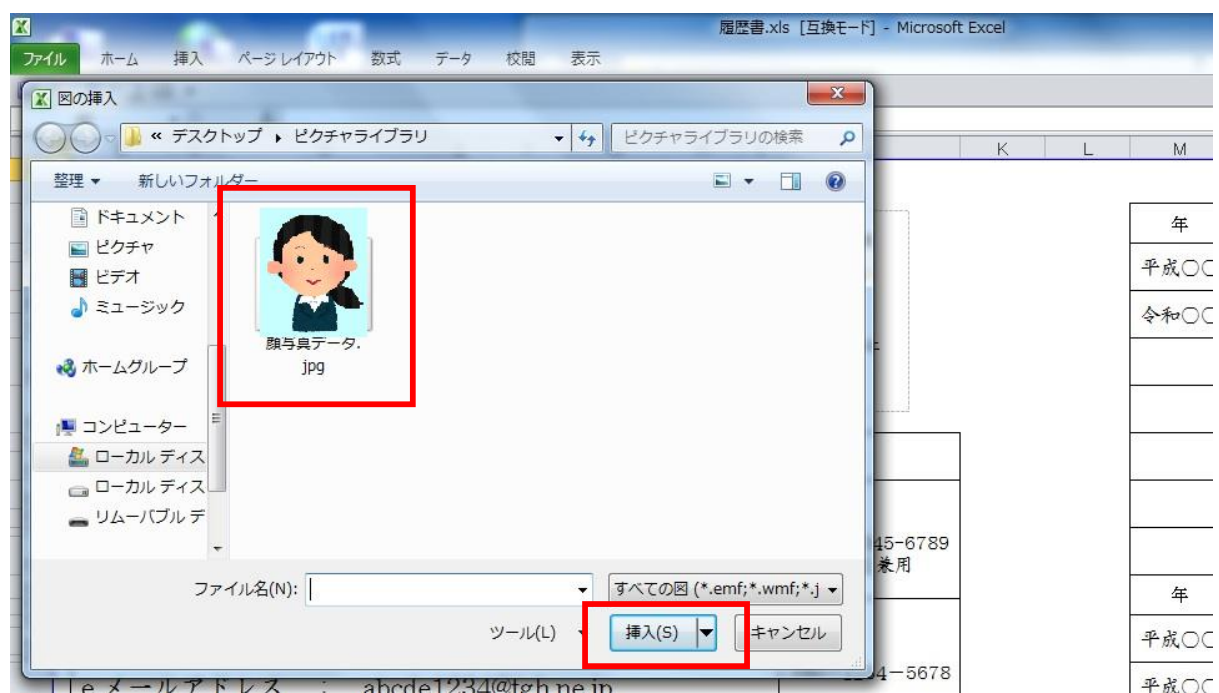 履歴書.xls [互換モード] - Microsoft Excel
ファイル ホーム 挿入 ページ レイアウト 数式 データ 校閲 表示
図の挿入
« デスクトップ ▸ ピクチャライブラリ
ピクチャライブラリの検索
K L M
整理 ▼ 新しいフォルダー
ドキュメント
ピクチャ
ビデオ
ミュージック
ホームグループ
コンピューター
ローカル ディス
ローカル ディス
リムーバブル デ
顔写真データ.
jpg
年
平成〇〇
令和〇〇
45-6789
兼用
ファイル名(N):
すべての図 (*.emf;*.wmf;*.j
ツール(L)
挿入(S)
キャンセル
年
平成〇〇
4－5678
平成〇〇
eメールアドレス : abcde1234@fgh.ne.jp